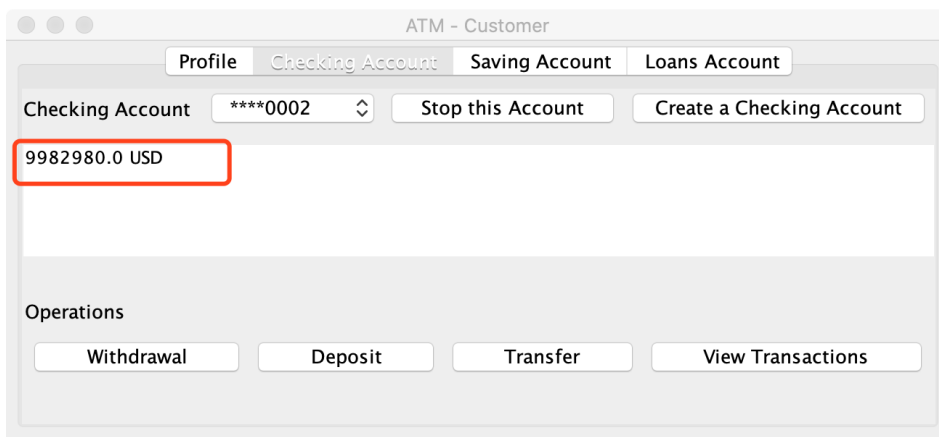 ATM - Customer
Profile Checking Account Saving Account Loans Account
Checking Account ****0002 Stop this Account Create a Checking Account
9982980.0 USD
Operations
Withdrawal Deposit Transfer View Transactions